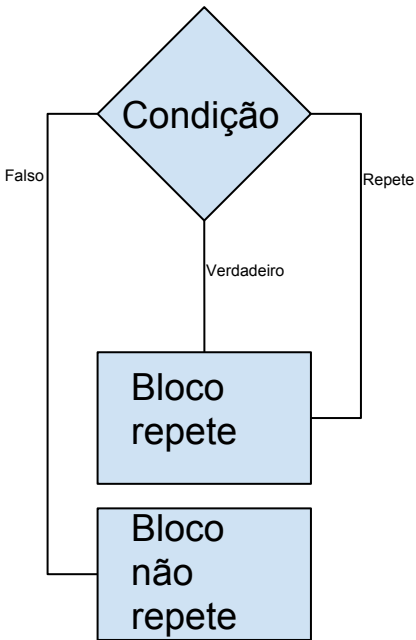 Condição
Falso
Repete
Verdadeiro
Bloco
repete
Bloco
não
repete